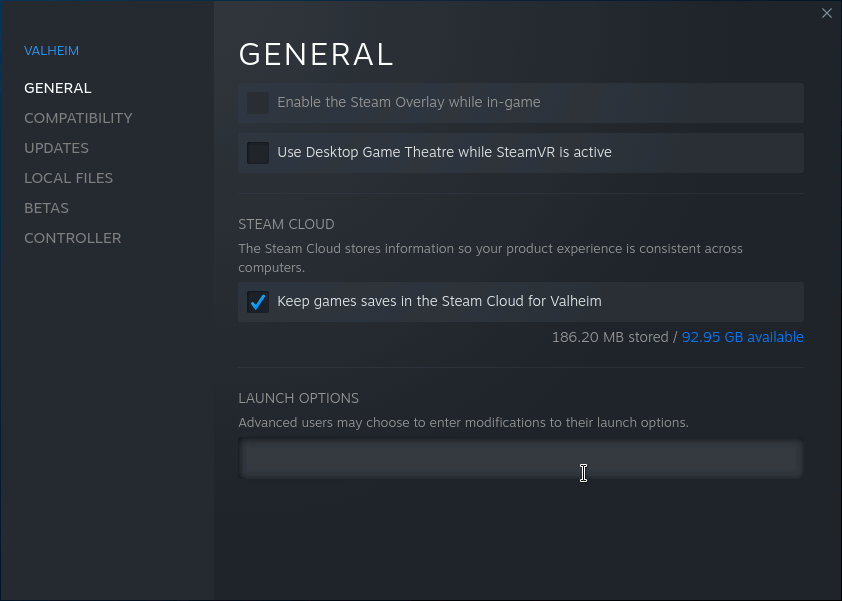 VALHEIM
GENERAL
COMPATIBILITY
UPDATES
LOCAL FILES
BETAS
CONTROLLER
GENERAL
Enable the Steam Overlay while in-game
Use Desktop Game Theatre while SteamVR is active
STEAM CLOUD
The Steam Cloud stores information so your product experience is consistent across
computers.
Keep games saves in the Steam Cloud for Valheim
186.20 MB stored / 92.95 GB available
LAUNCH OPTIONS
Advanced users may choose to enter modifications to their launch options.